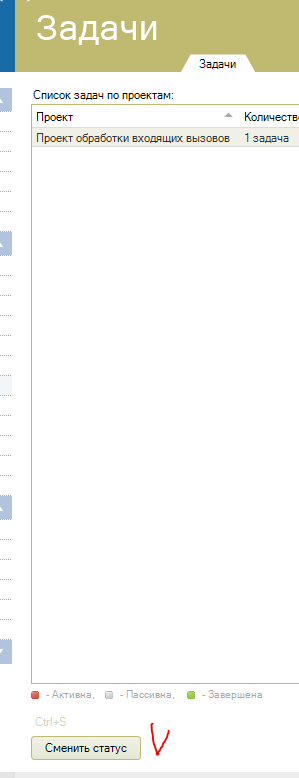 Задачи
Задачи
Список задач по проектам:
Проект Количество
Проект обработки входящих вызовов 1 задача
- Активна, - Пассивна, - Завершена
Ctrl+S
Сменить статус